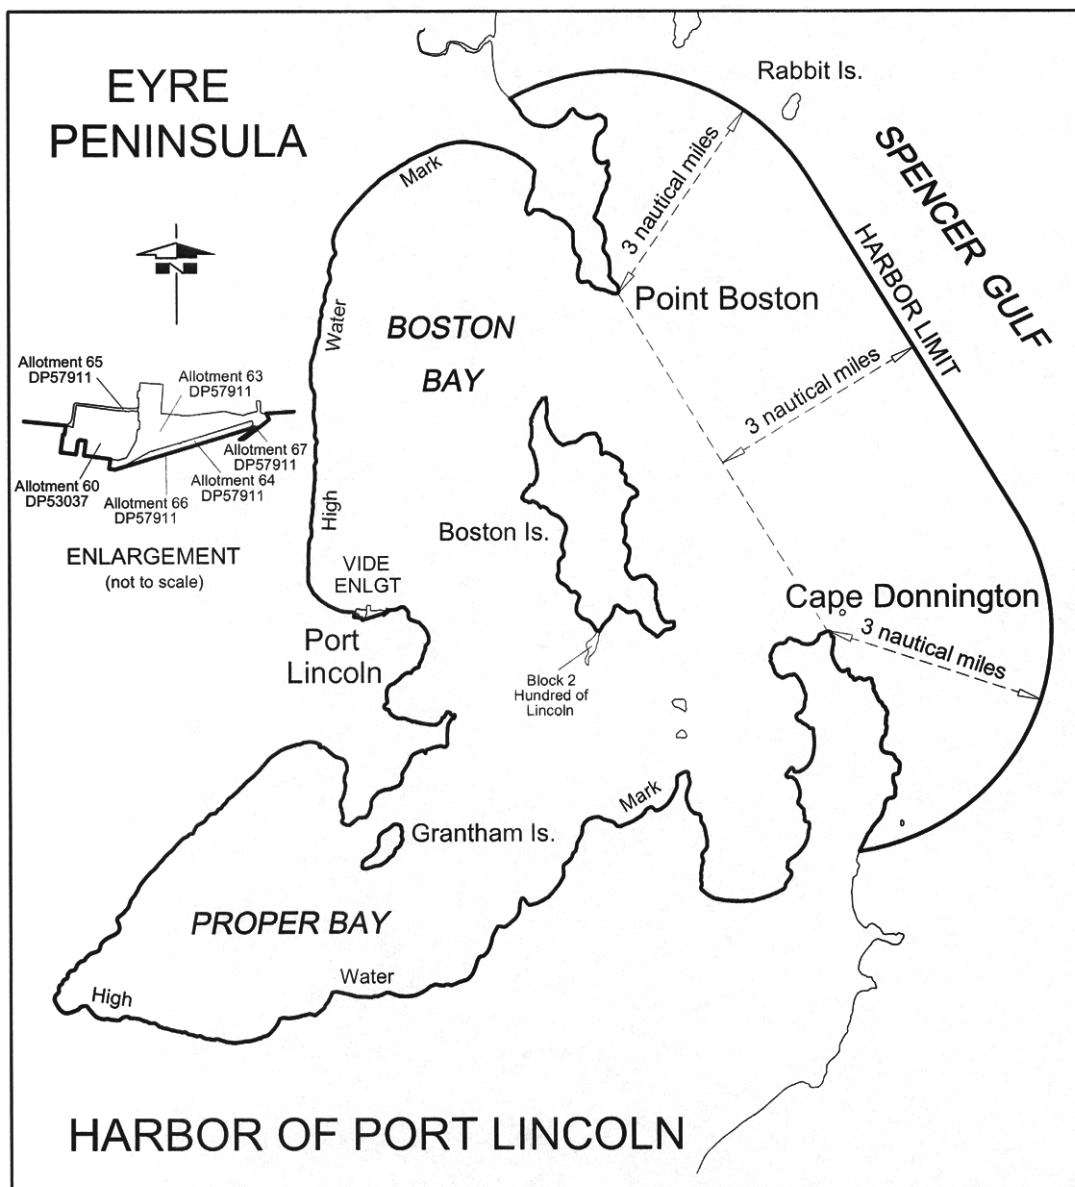 EYRE
PENINSULA
Rabbit Is.
SPENCER GULF
Mark
3 nautical miles
HARBOR LIMIT
N
Point Boston
Water
BOSTON
BAY
3 nautical miles
Allotment 65
DP57911
Allotment 63
DP57911
Allotment 67
DP57911
Allotment 60
DP53037
Allotment 64
DP57911
Allotment 66
DP57911
High
Boston Is.
ENLARGEMENT
(not to scale)
VIDE
ENLGT
Cape Donnington
3 nautical miles
Port
Lincoln
Block 2
Hundred of
Lincoln
Mark
Grantham Is.
PROPER BAY
Water
High
HARBOR OF PORT LINCOLN